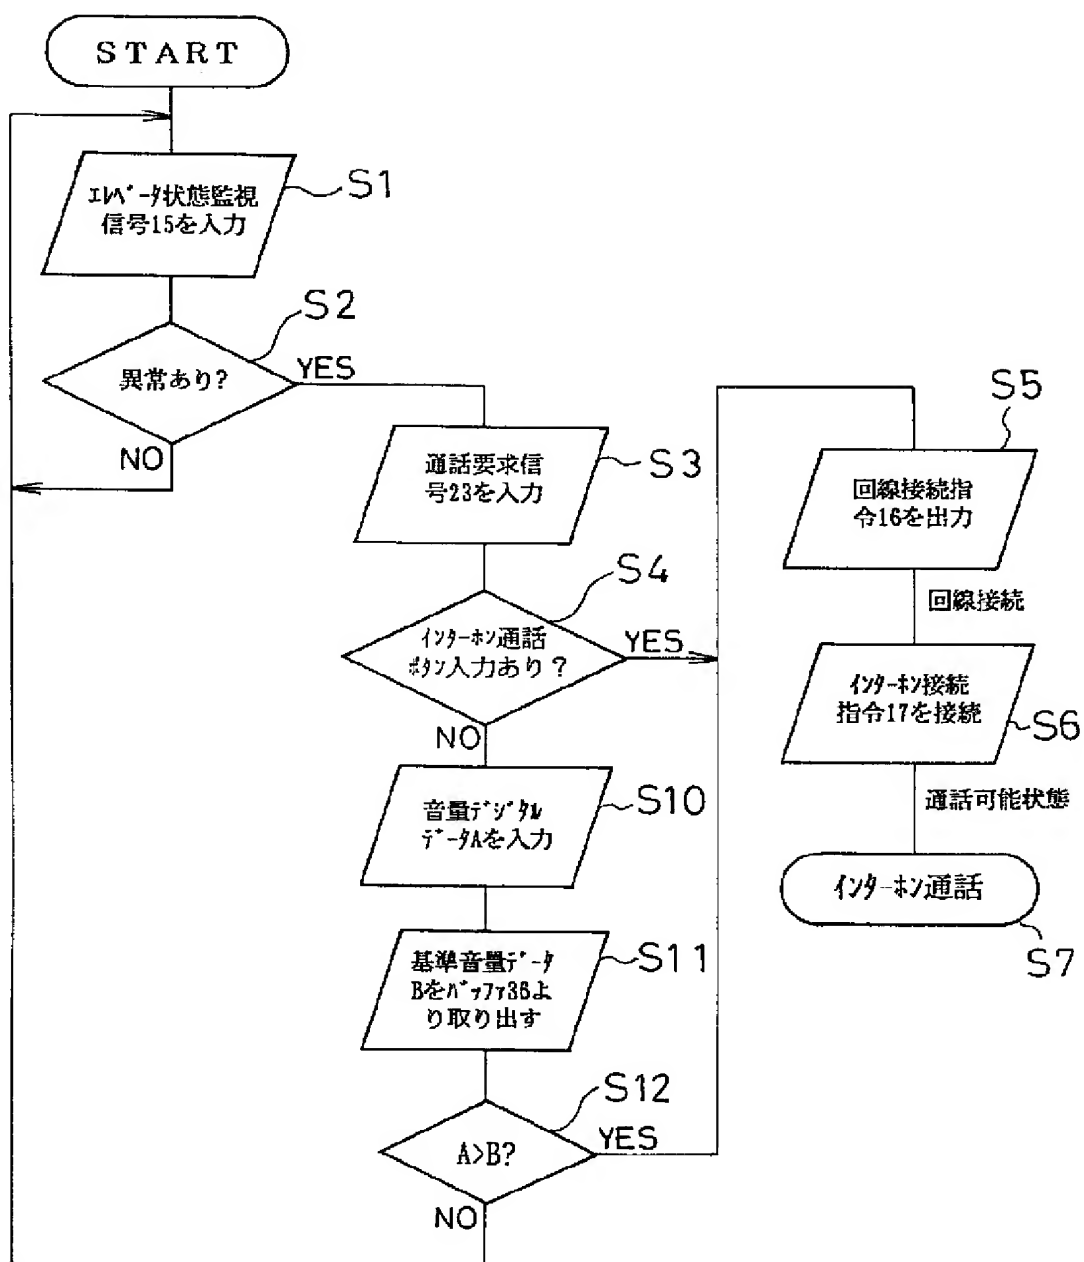 START
ｴﾚﾍﾞｰﾀ状態監視
信号15を入力
S1
異常あり?
S2
YES
NO
通話要求信
号23を入力
S3
ｲﾝﾀｰﾎﾝ通話
ﾎﾞﾀﾝ入力あり？
S4
YES
NO
音量ﾃﾞｼﾞﾀﾙ
ﾃﾞｰﾀAを入力
S10
基準音量ﾃﾞｰﾀ
Bをﾊﾞｯﾌｧ36よ
り取り出す
S11
A>B?
S12
YES
NO
回線接続指
令16を出力
S5
回線接続
ｲﾝﾀｰﾎﾝ接続
指令17を接続
S6
通話可能状態
ｲﾝﾀｰﾎﾝ通話
S7